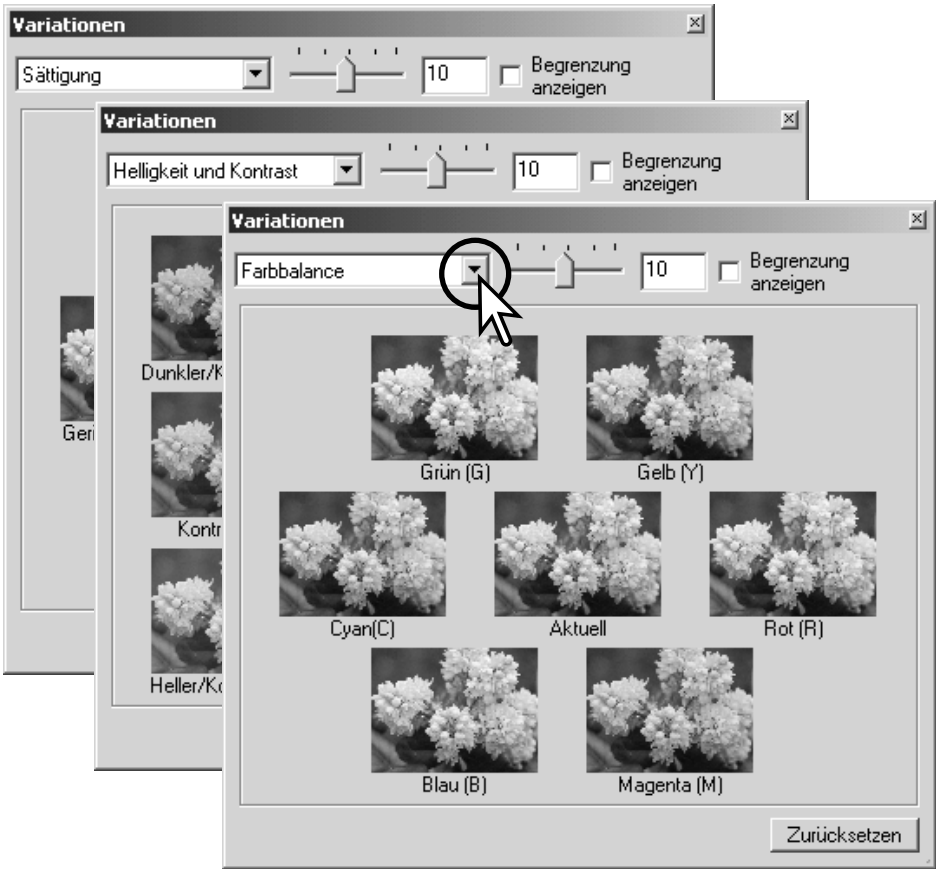 Variationen
Sättigung
10
Begrenzung
anzeigen
Variationen
Helligkeit und Kontrast
10
Begrenzung
anzeigen
Dunkler/K
Kontr
Heller/Ko
Geri
Variationen
Farbbalance
10
Begrenzung
anzeigen
Grün (G)
Gelb (Y)
Cyan(C)
Aktuell
Rot (R)
Blau (B)
Magenta (M)
Zurücksetzen